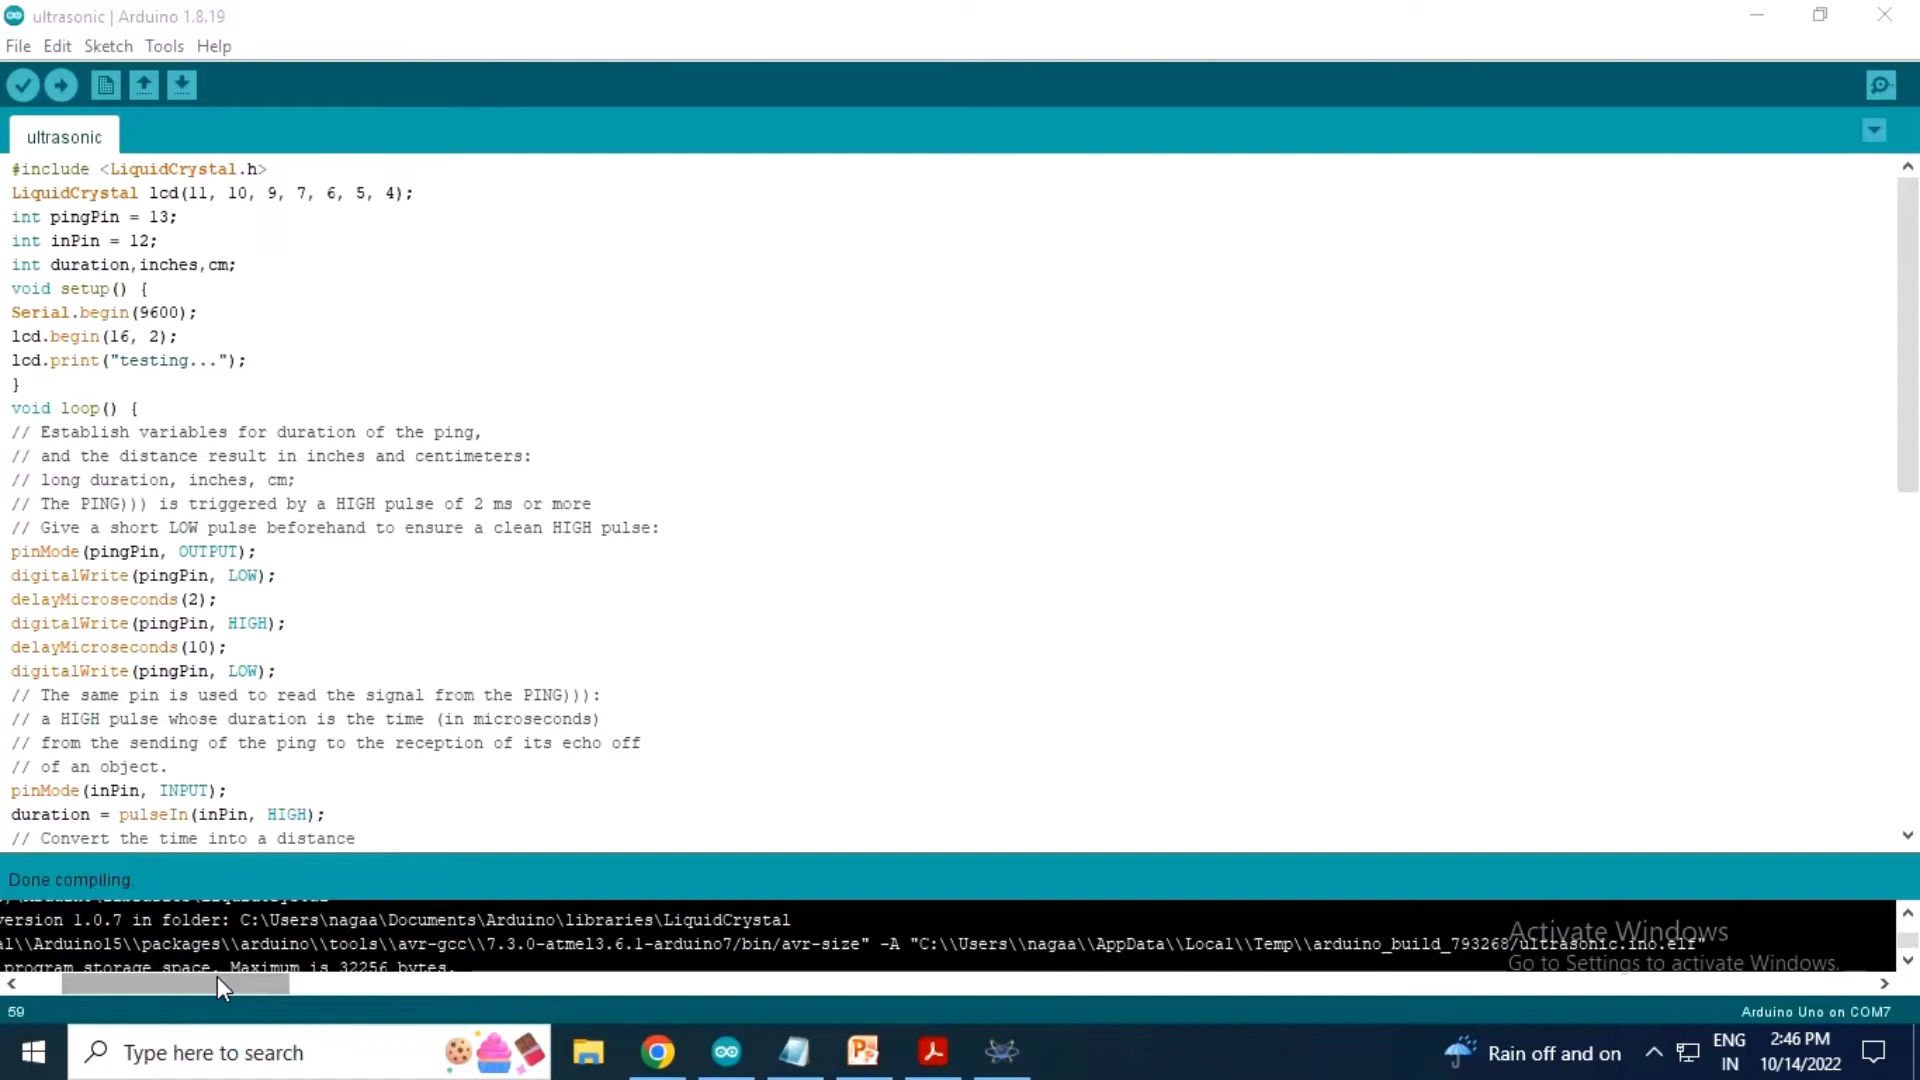 ultrasonic | Arduino 1.8.19
File Edit Sketch Tools Help
ultrasonic
#include <LiquidCrystal.h>
LiquidCrystal lcd(11, 10, 9, 7, 6, 5, 4);
int pingPin = 13;
int inPin = 12;
int duration,inches,cm;
void setup() {
Serial.begin(9600);
lcd.begin(16, 2);
lcd.print("testing...");
}
void loop() {
// Establish variables for duration of the ping,
// and the distance result in inches and centimeters:
// long duration, inches, cm;
// The PING))) is triggered by a HIGH pulse of 2 ms or more
// Give a short LOW pulse beforehand to ensure a clean HIGH pulse:
pinMode(pingPin, OUTPUT);
digitalWrite(pingPin, LOW);
delayMicroseconds(2);
digitalWrite(pingPin, HIGH);
delayMicroseconds(10);
digitalWrite(pingPin, LOW);
// The same pin is used to read the signal from the PING))):
// a HIGH pulse whose duration is the time (in microseconds)
// from the sending of the ping to the reception of its echo off
// of an object.
pinMode(inPin, INPUT);
duration = pulseIn(inPin, HIGH);
// Convert the time into a distance
Done compiling.
version 1.0.7 in folder: C:\Users\nagaa\Documents\Arduino\libraries\LiquidCrystal
al\\Arduino15\\packages\\arduino\\tools\\avr-gcc\\7.3.0-atmel3.6.1-arduino7/bin/avr-size" -A "C:\\Users\\nagaa\\AppData\\Local\\Temp\\arduino_build_793268/ultrasonic.ino.elf"
program storage space. Maximum is 32256 bytes.
Activate Windows
Go to Settings to activate Windows.
59
Arduino Uno on COM7
Type here to search
Rain off and on
ENG
IN
2:46 PM
10/14/2022